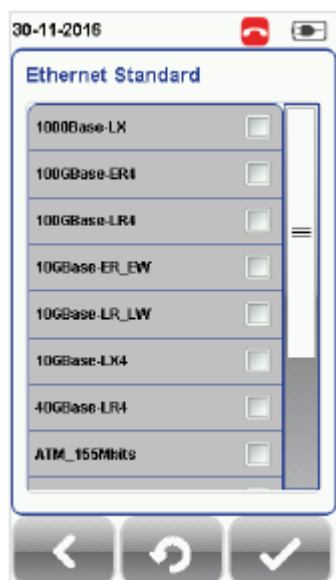 30-11-2016
Ethernet Standard
1000Base-LX
100GBase-ER4
100GBase-LR4
10GBase-ER_EW
10GBase-LR_LW
10GBase-LX4
40GBase-LR4
ATM_155Mbits